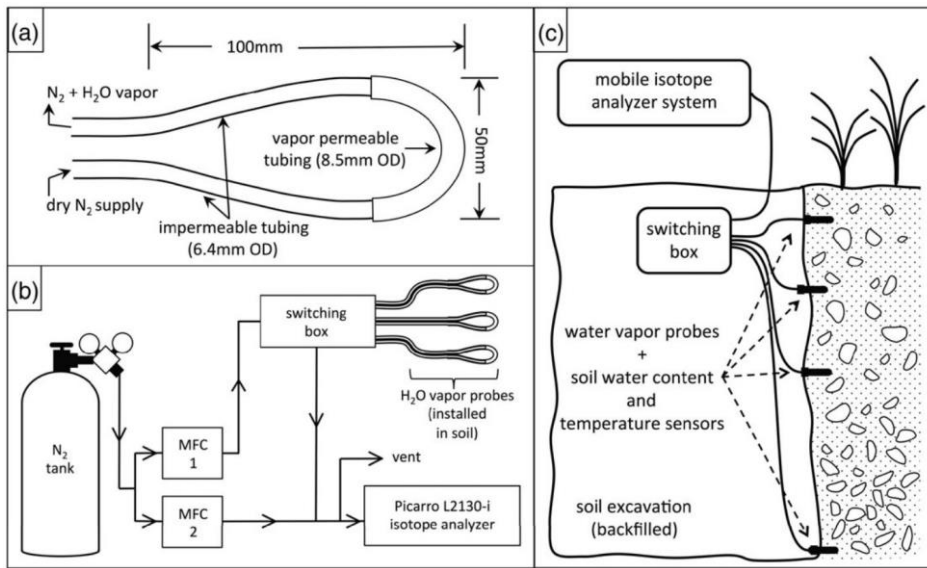 (a)
100mm
N₂ + H₂O vapor
vapor permeable
tubing (8.5mm OD)
50mm
dry N₂ supply
impermeable tubing
(6.4mm OD)
(b)
switching
box
H₂O vapor probes
(installed
in soil)
N₂
tank
MFC
1
MFC
2
vent
Picarro L2130-i
isotope analyzer
(c)
mobile isotope
analyzer system
switching
box
water vapor probes
+
soil water content
and
temperature sensors
soil excavation
(backfilled)